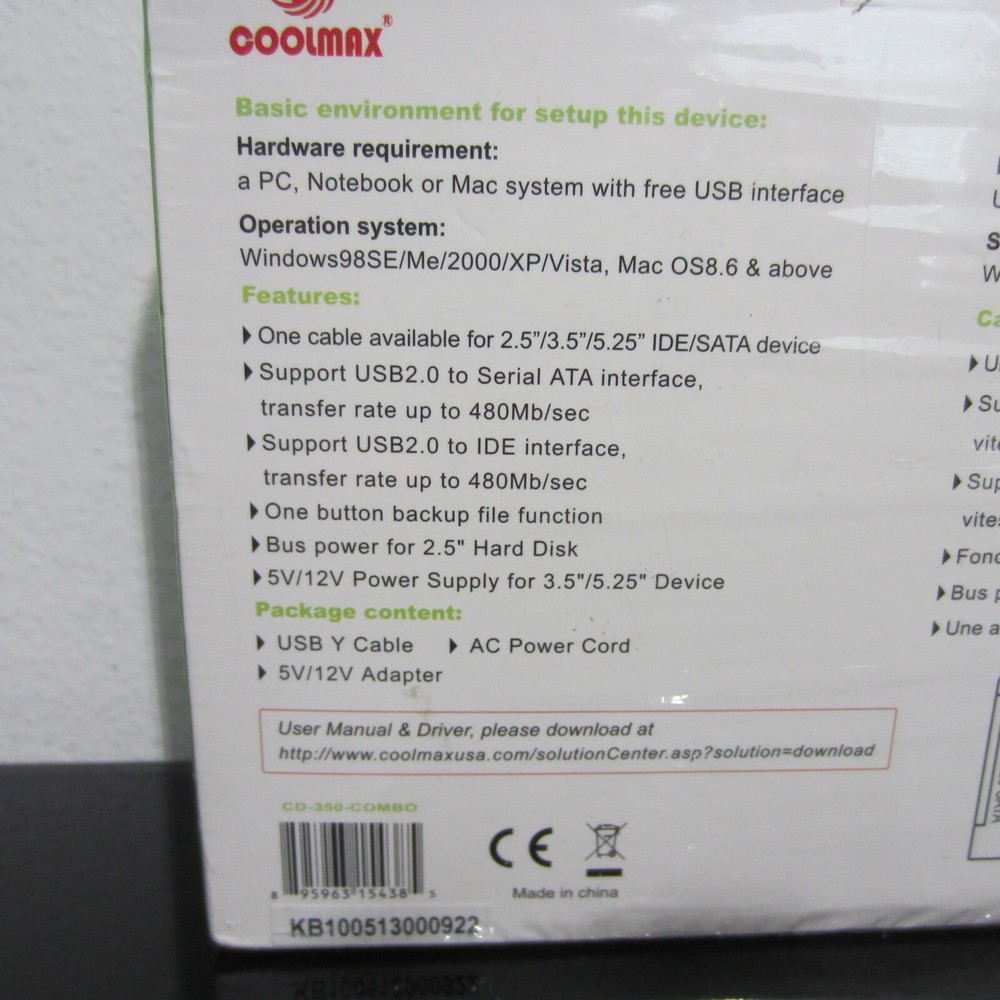 COOLMAX®
Basic environment for setup this device:
Hardware requirement:
a PC, Notebook or Mac system with free USB interface
Operation system:
Windows98SE/Me/2000/XP/Vista, Mac OS8.6 & above
Features:
One cable available for 2.5”/3.5”/5.25” IDE/SATA device
Support USB2.0 to Serial ATA interface,
transfer rate up to 480Mb/sec
Support USB2.0 to IDE interface,
transfer rate up to 480Mb/sec
One button backup file function
Bus power for 2.5" Hard Disk
5V/12V Power Supply for 3.5"/5.25" Device
Package content:
USB Y Cable AC Power Cord
5V/12V Adapter
User Manual & Driver, please download at
http://www.coolmaxusa.com/solutionCenter.asp?solution=download
CD-350-COMBO
8 95963 15438 5
CE
Made in china
KB100513000922
Bus
Une a